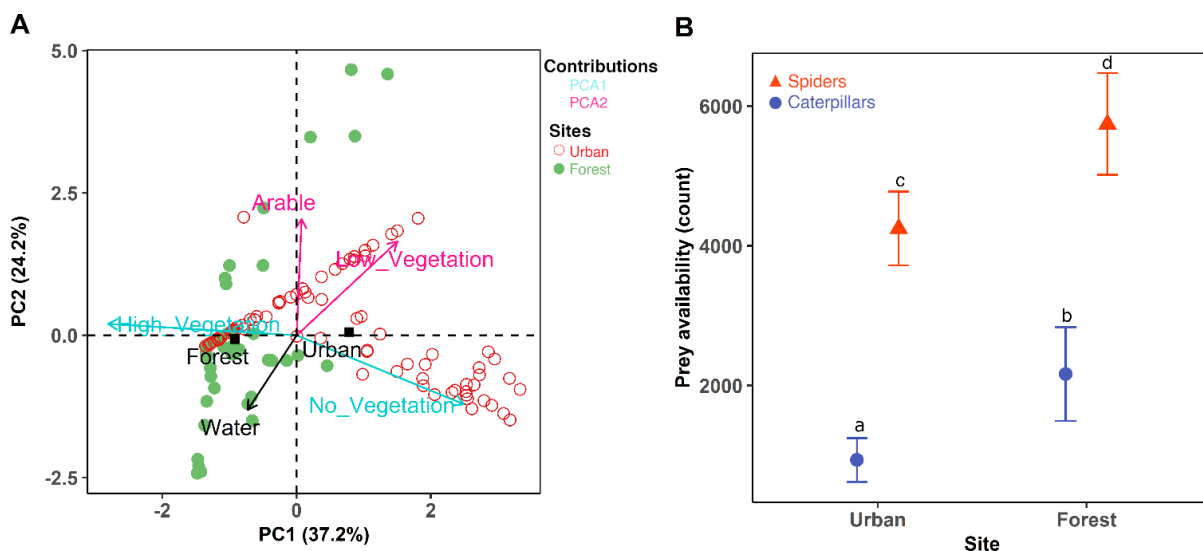 A
5.0
2.5
0.0
-2.5
-2
0
2
PC2 (24.2%)
PC1 (37.2%)
Arable
Low_Vegetation
High_Vegetation
Forest
Urban
No_Vegetation
Water
Contributions
PCA1
PCA2
Sites
Urban
Forest
B
Spiders
Caterpillars
6000
4000
2000
Prey availability (count)
a
c
b
d
Urban
Forest
Site